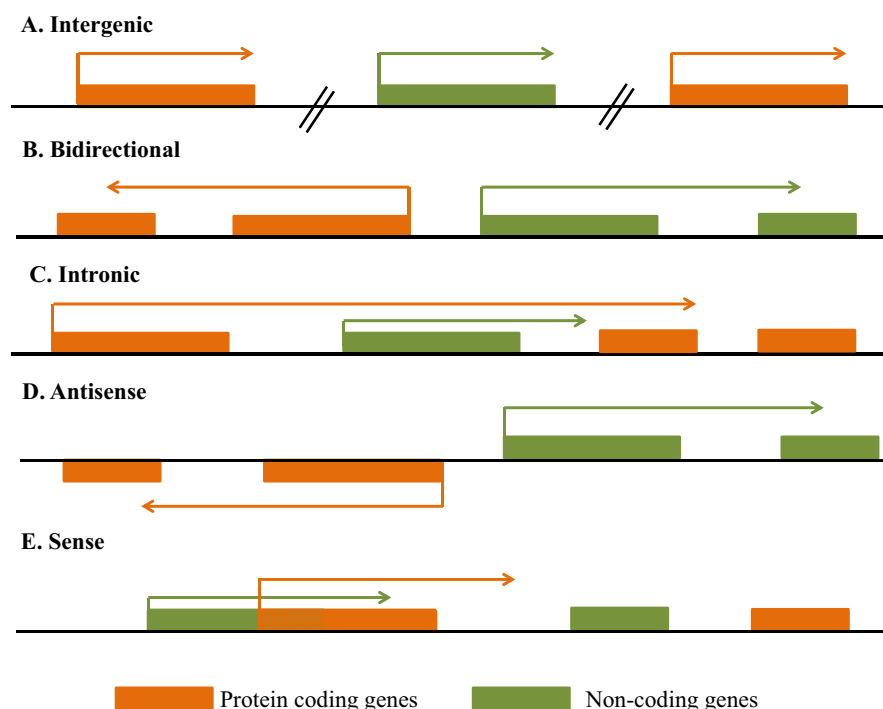 A. Intergenic
B. Bidirectional
C. Intronic
D. Antisense
E. Sense
Protein coding genes
Non-coding genes